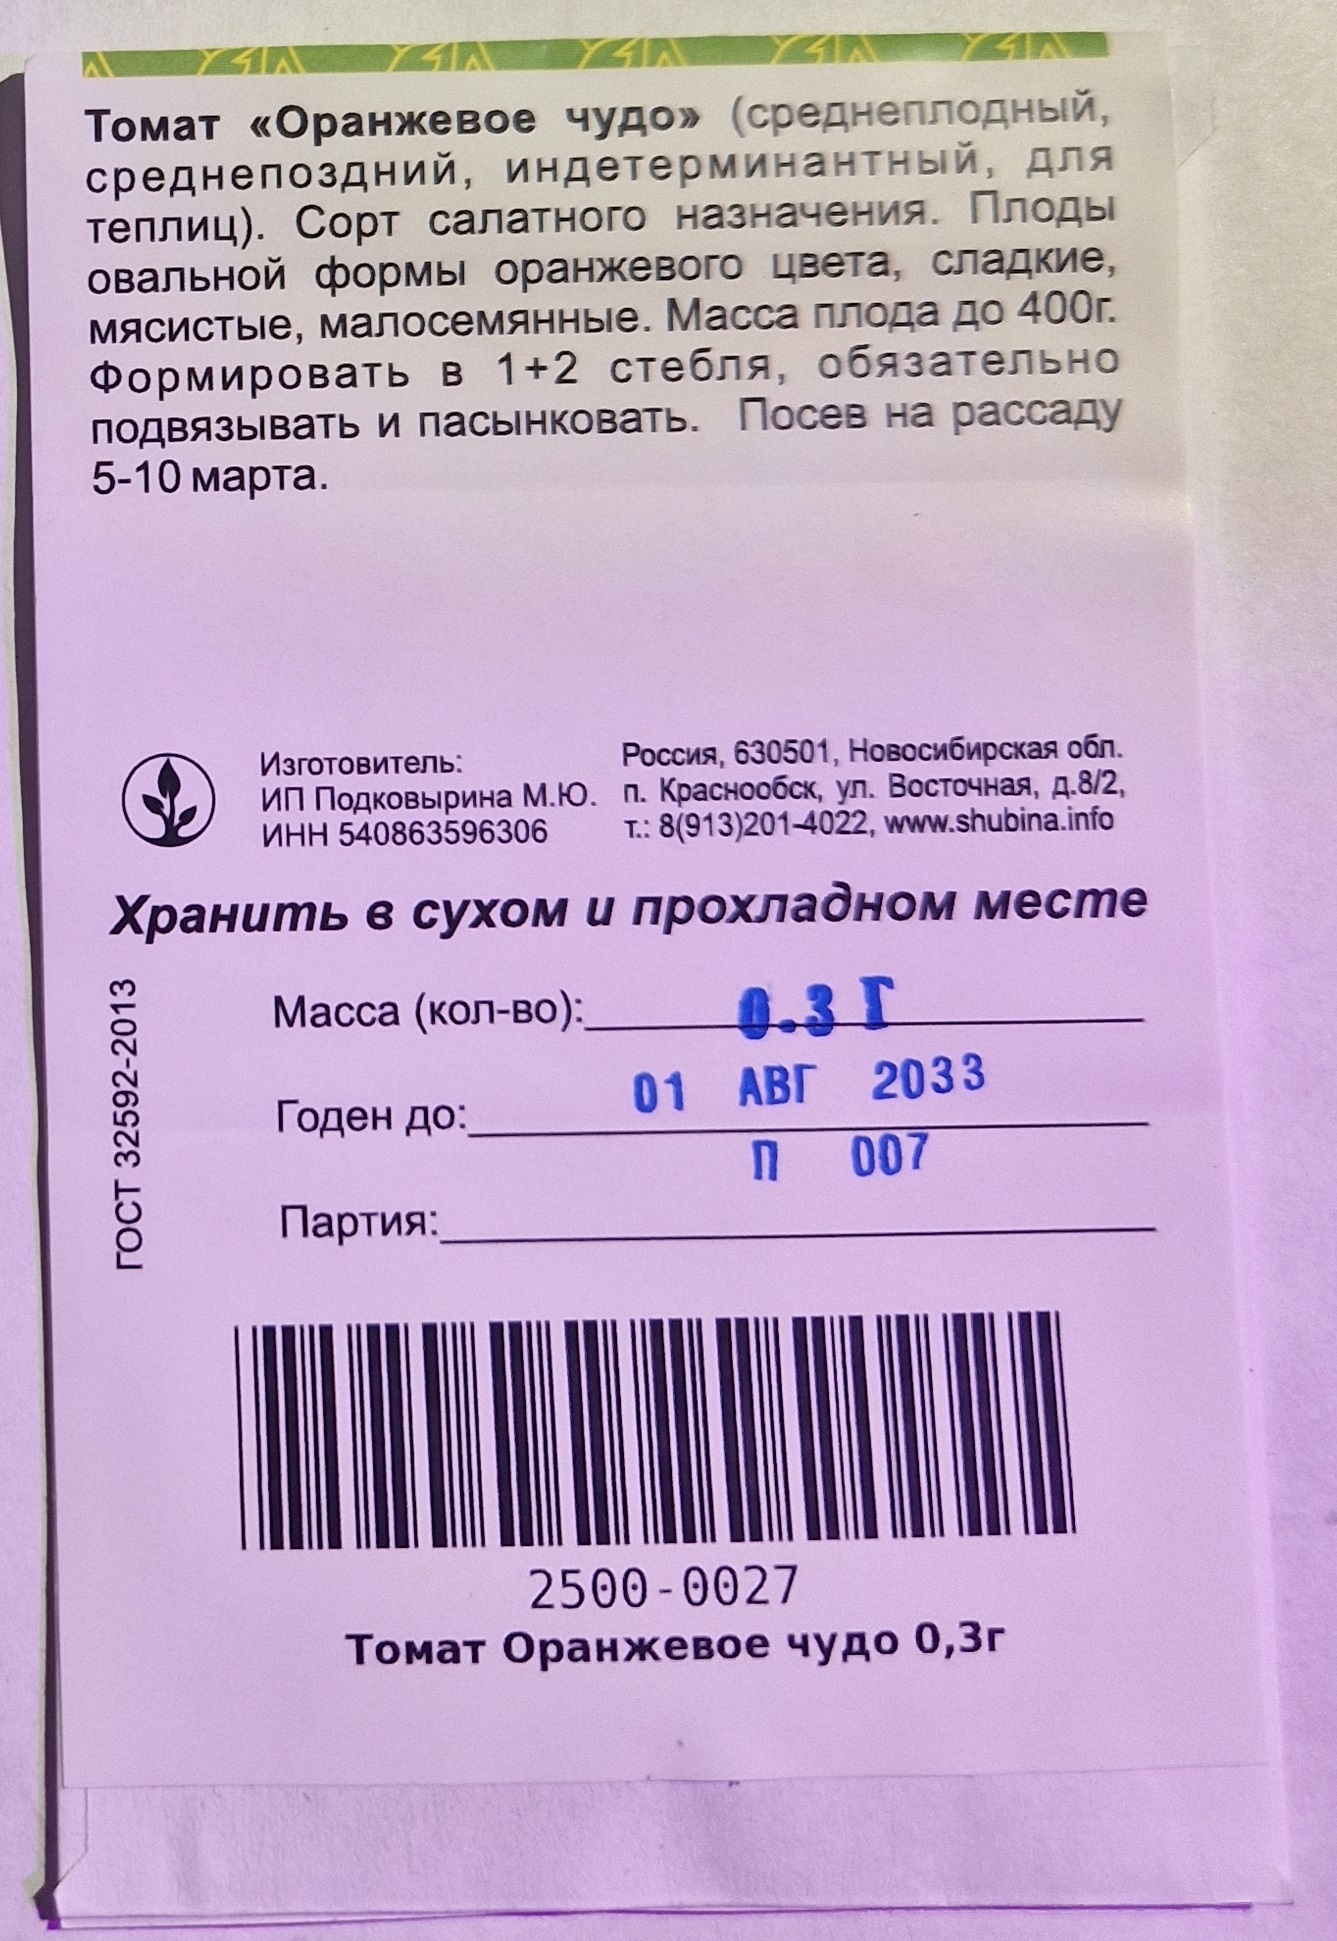 Томат «Оранжевое чудо» (среднеплодный,
среднепоздний, индетерминантный, для
теплиц). Сорт салатного назначения. Плоды
овальной формы оранжевого цвета, сладкие,
мясистые, малосемянные. Масса плода до 400г.
Формировать в 1+2 стебля, обязательно
подвязывать и пасынковать. Посев на рассаду
5-10 марта.
Изготовитель:
ИП Подковырина М.Ю.
ИНН 540863596306
Россия, 630501, Новосибирская обл.
п. Краснообск, ул. Восточная, д.8/2,
т.: 8(913)201-4022, www.shubina.info
Хранить в сухом и прохладном месте
ГОСТ 32592-2013
Масса (кол-во): 0.3 Г
Годен до: 01 АВГ 2033
П 007
Партия:
2500-0027
Томат Оранжевое чудо 0,3г